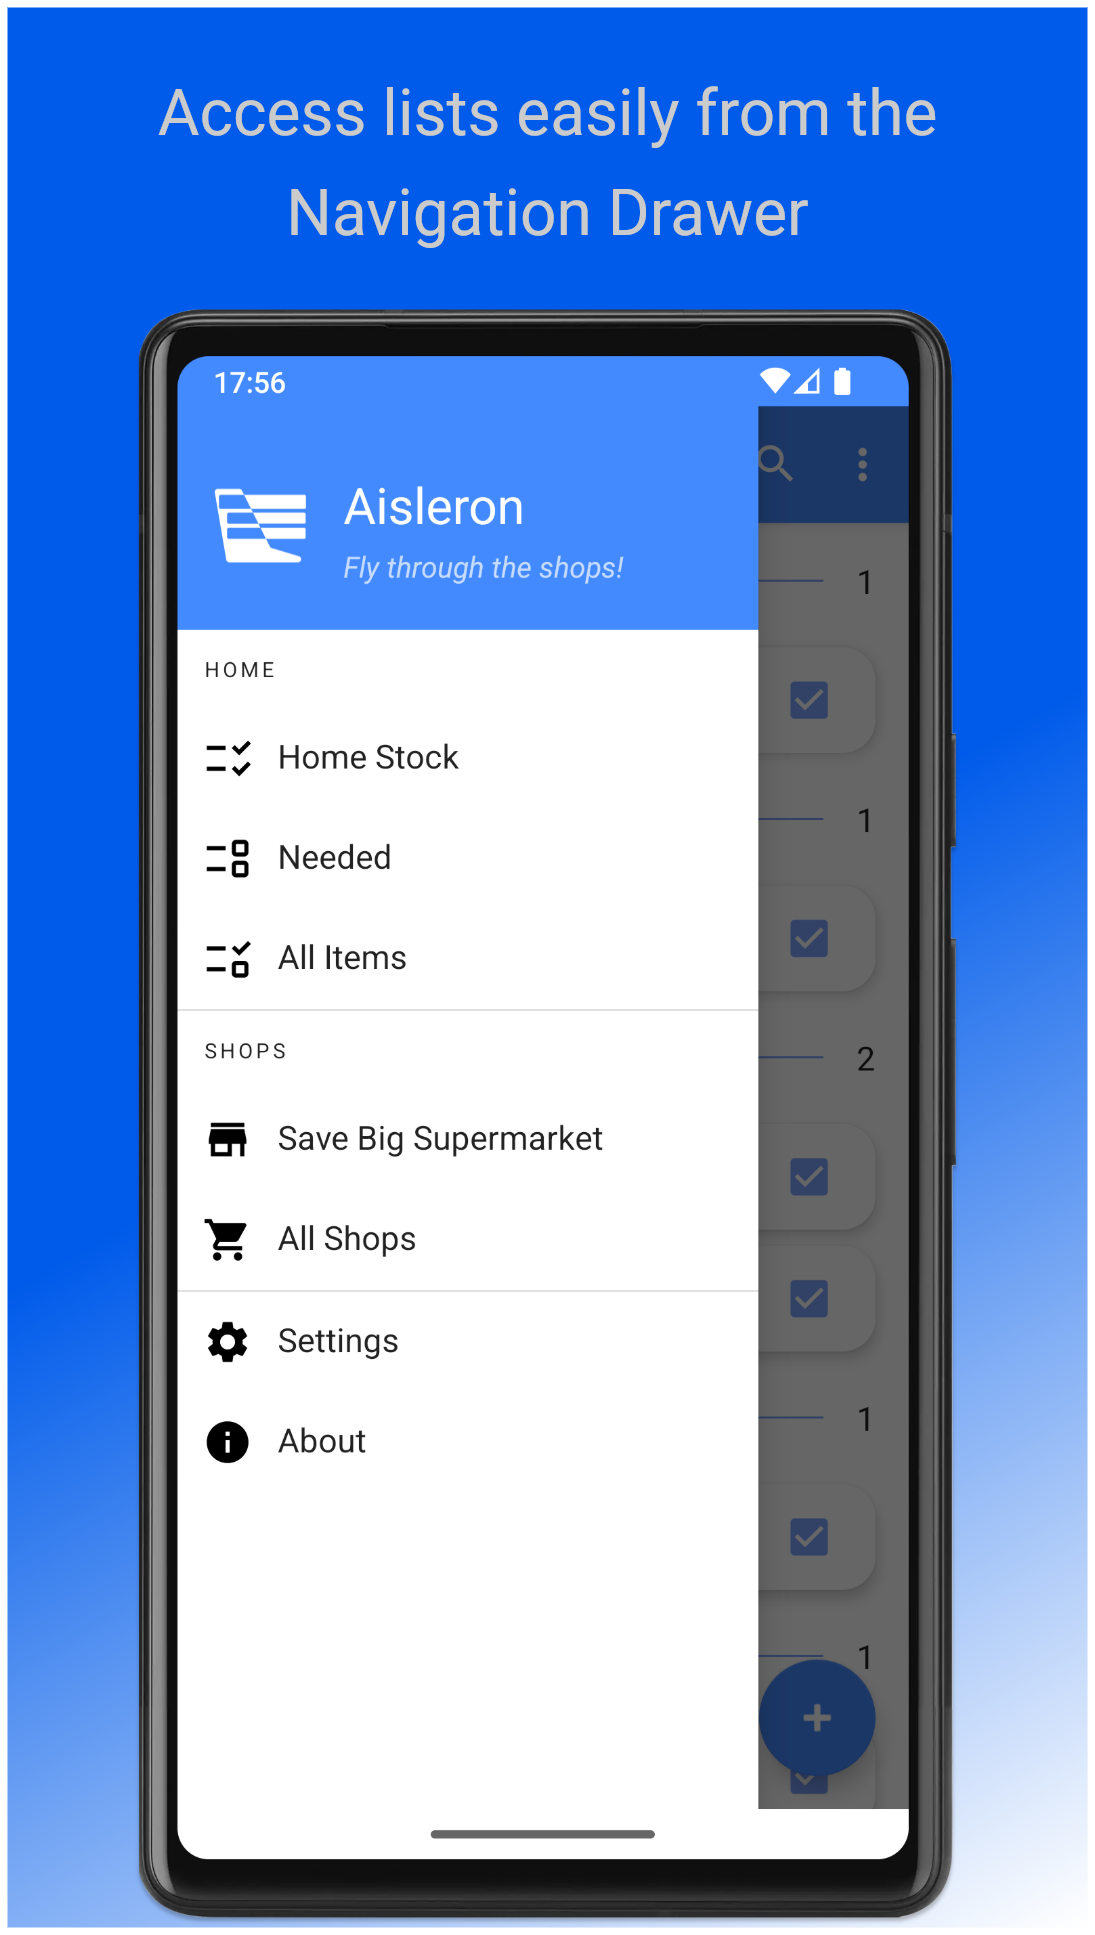 Access lists easily from the
Navigation Drawer
17:56
Aisleron
Fly through the shops!
1
HOME
Home Stock
1
Needed
All Items
SHOPS
2
Save Big Supermarket
All Shops
Settings
1
About
1